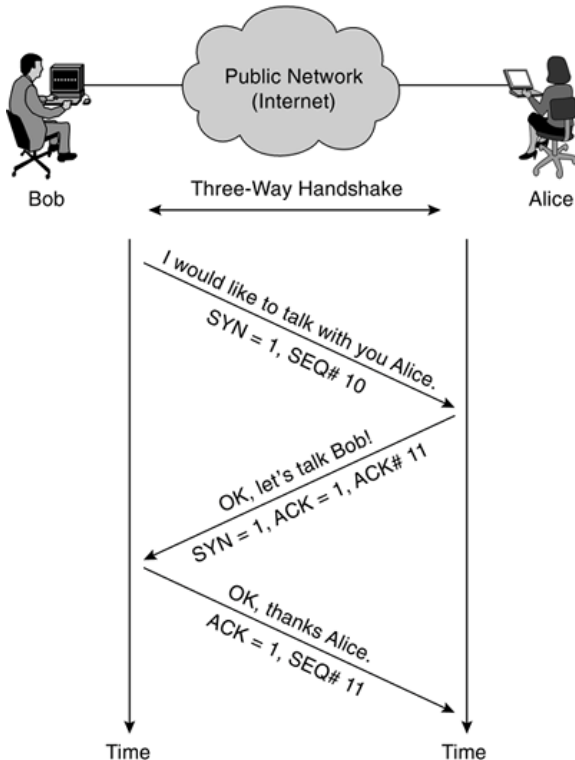 Public Network
(Internet)
Bob
Three-Way Handshake
Alice
I would like to talk with you Alice.
SYN = 1, SEQ# 10
OK, let's talk Bob!
SYN = 1, ACK = 1, ACK# 11
OK, thanks Alice.
ACK = 1, SEQ# 11
Time
Time